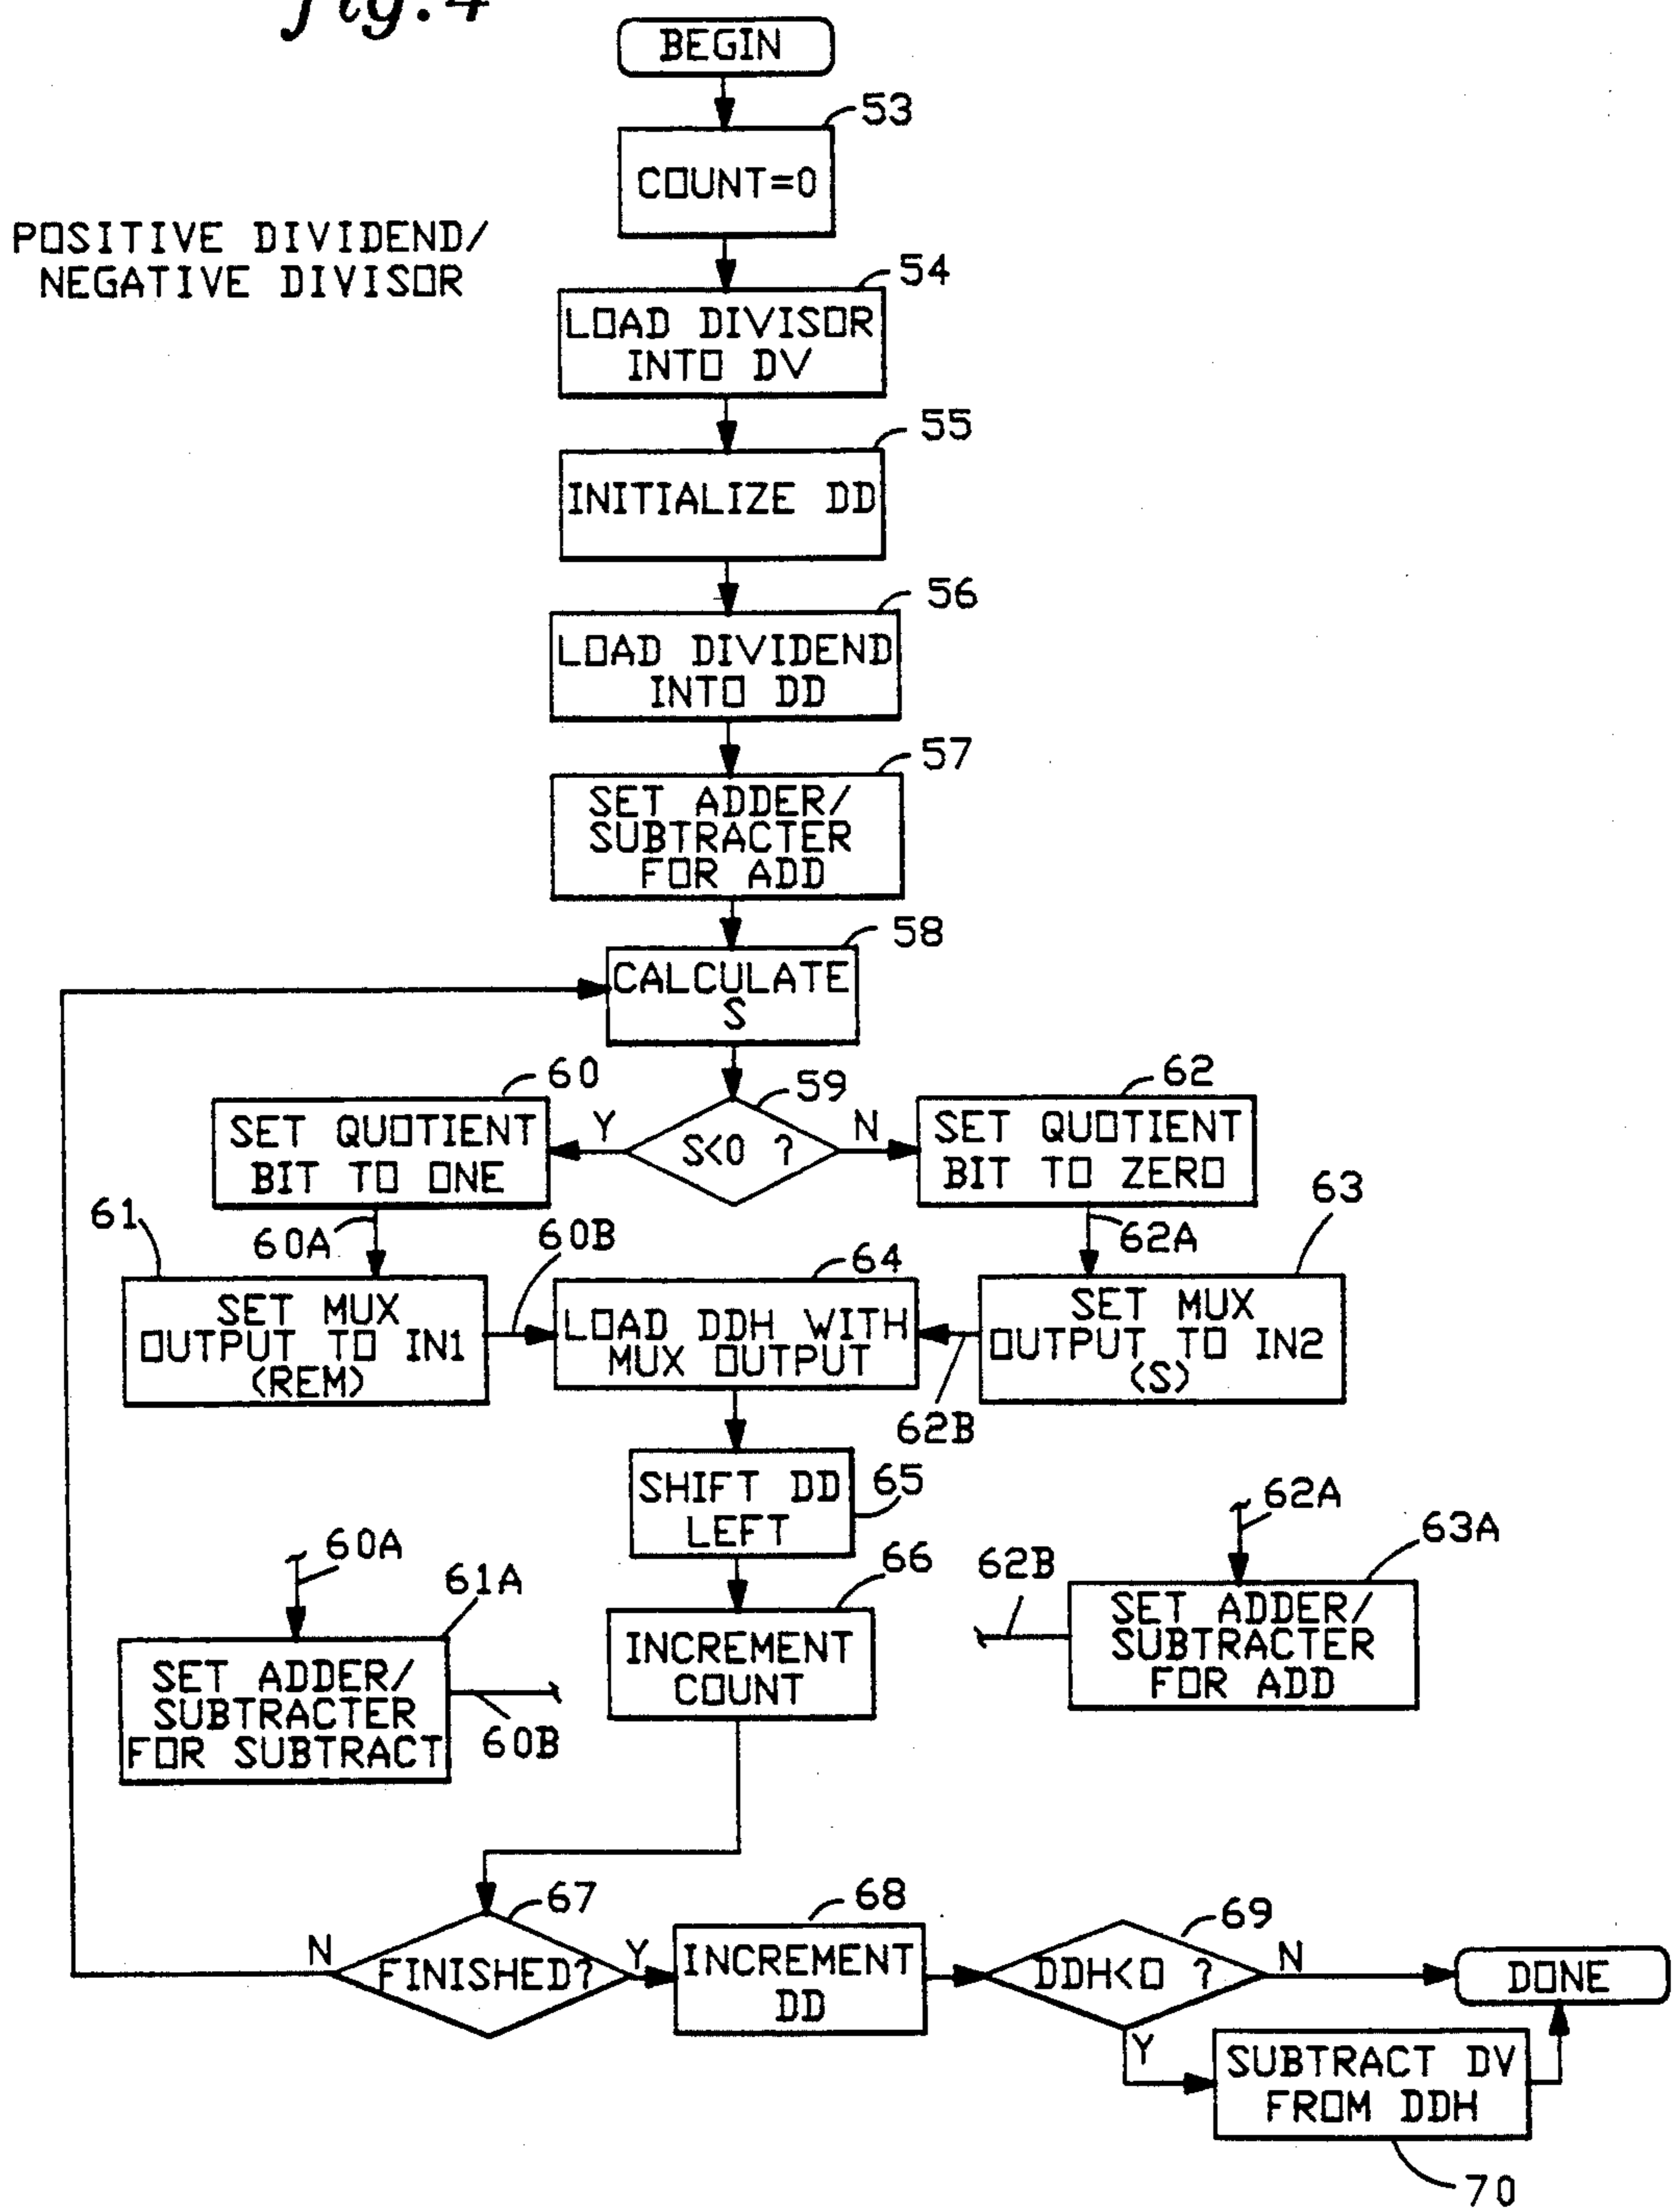 fig.4
BEGIN
53
COUNT=0
POSITIVE DIVIDEND/
NEGATIVE DIVISOR
54
LOAD DIVISOR
INTO DV
55
INITIALIZE DD
56
LOAD DIVIDEND
INTO DD
57
SET ADDER/
SUBTRACTER
FOR ADD
58
CALCULATE
S
60
59
62
SET QUOTIENT
BIT TO ONE
Y
S<0 ?
N
SET QUOTIENT
BIT TO ZERO
61
60A
60B
64
62A
63
SET MUX
OUTPUT TO IN1
(REM)
LOAD DDH WITH
MUX OUTPUT
SET MUX
OUTPUT TO IN2
(S)
62B
SHIFT DD
LEFT
65
60A
61A
66
62B
62A
63A
SET ADDER/
SUBTRACTER
FOR SUBTRACT
60B
INCREMENT
COUNT
SET ADDER/
SUBTRACTER
FOR ADD
67
68
69
N
FINISHED?
Y
INCREMENT
DD
DDH<0 ?
N
DONE
Y
SUBTRACT DV
FROM DDH
70